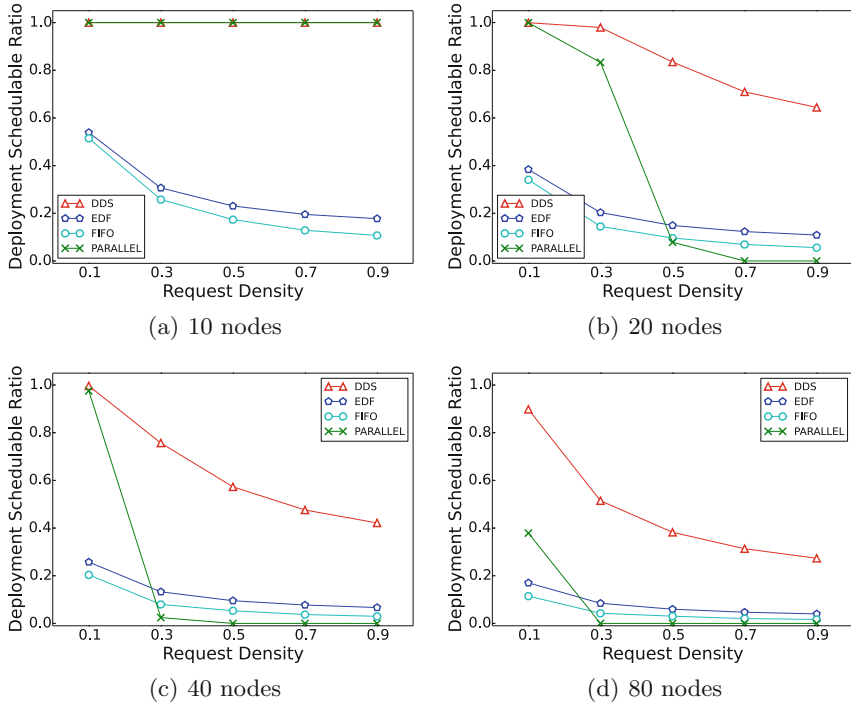 Deployment Schedulable Ratio
1.0
0.8
0.6
0.4
0.2
0.0
DDS
EDF
FIFO
PARALLEL
0.1 0.3 0.5 0.7 0.9
Request Density
(a) 10 nodes
Deployment Schedulable Ratio
1.0
0.8
0.6
0.4
0.2
0.0
DDS
EDF
FIFO
PARALLEL
0.1 0.3 0.5 0.7 0.9
Request Density
(b) 20 nodes
Deployment Schedulable Ratio
1.0
0.8
0.6
0.4
0.2
0.0
DDS
EDF
FIFO
PARALLEL
0.1 0.3 0.5 0.7 0.9
Request Density
(c) 40 nodes
Deployment Schedulable Ratio
1.0
0.8
0.6
0.4
0.2
0.0
DDS
EDF
FIFO
PARALLEL
0.1 0.3 0.5 0.7 0.9
Request Density
(d) 80 nodes